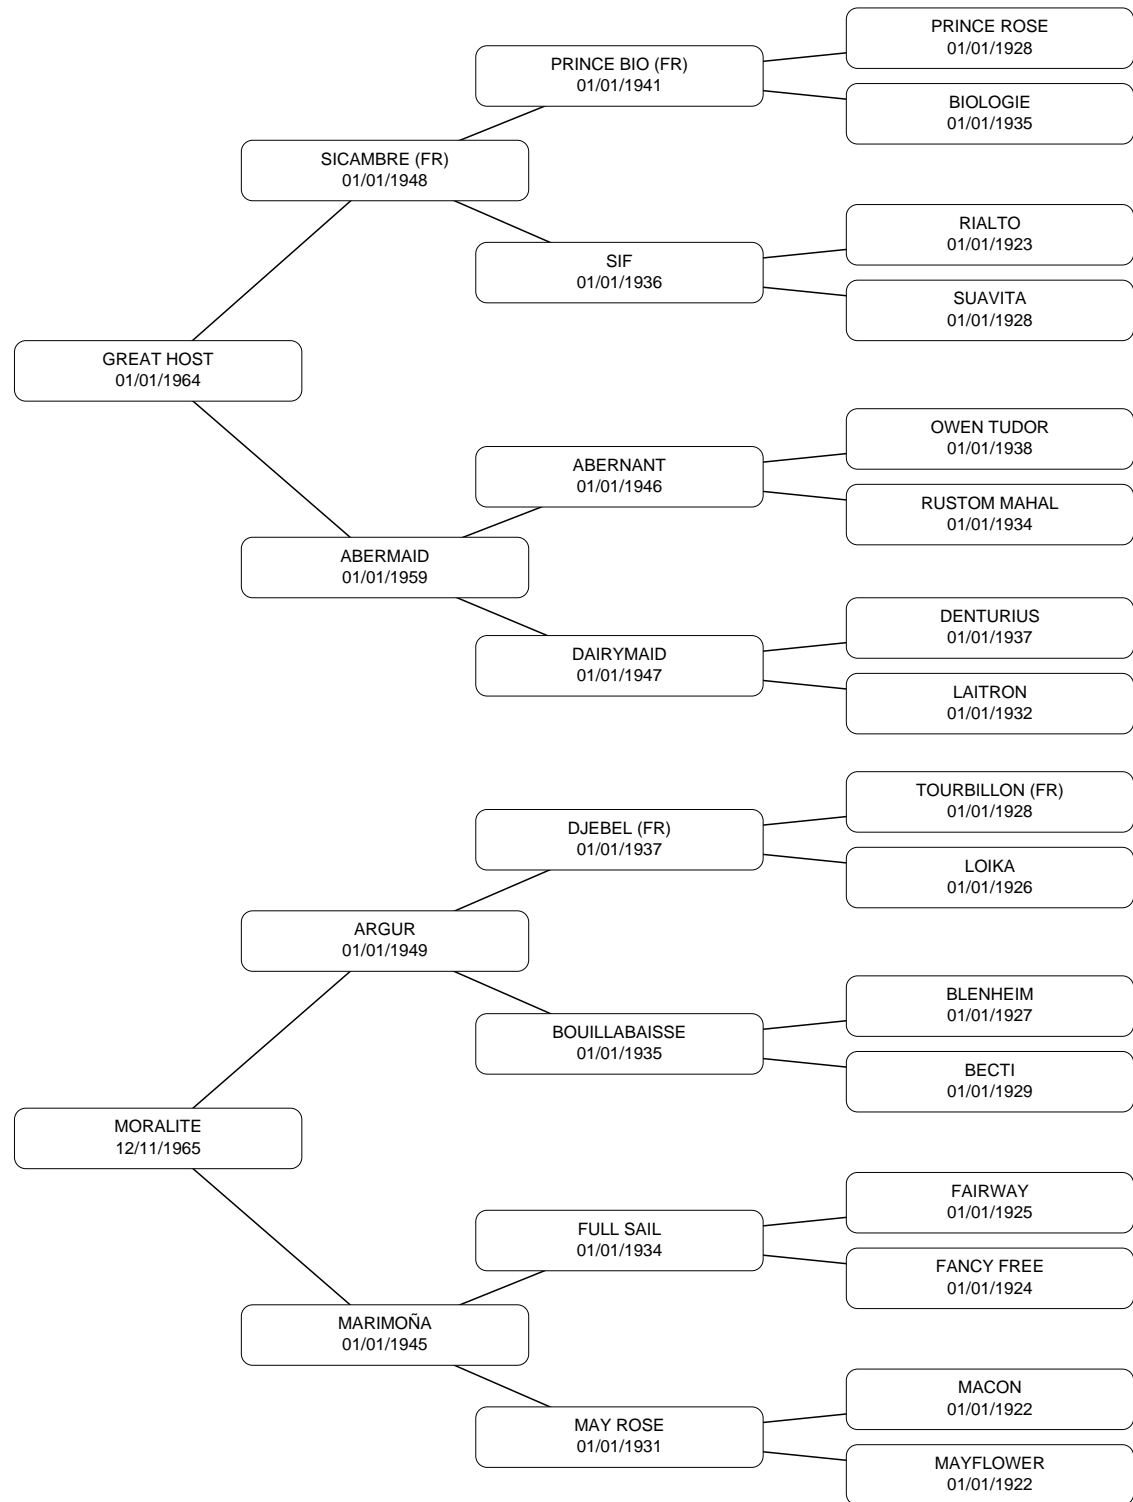 PRINCE ROSE
01/01/1928
PRINCE BIO (FR)
01/01/1941
BIOLOGIE
01/01/1935
SICAMBRE (FR)
01/01/1948
RIALTO
01/01/1923
SIF
01/01/1936
SUAVITA
01/01/1928
GREAT HOST
01/01/1964
OWEN TUDOR
01/01/1938
ABERNANT
01/01/1946
RUSTOM MAHAL
01/01/1934
ABERMAID
01/01/1959
DENTURIUS
01/01/1937
DAIRYMAID
01/01/1947
LAITRON
01/01/1932
TOURBILLON (FR)
01/01/1928
DJEBEL (FR)
01/01/1937
LOIKA
01/01/1926
ARGUR
01/01/1949
BLENHEIM
01/01/1927
BOUILLABAISSE
01/01/1935
BECTI
01/01/1929
MORALITE
12/11/1965
FAIRWAY
01/01/1925
FULL SAIL
01/01/1934
FANCY FREE
01/01/1924
MARIMOÑA
01/01/1945
MACON
01/01/1922
MAY ROSE
01/01/1931
MAYFLOWER
01/01/1922